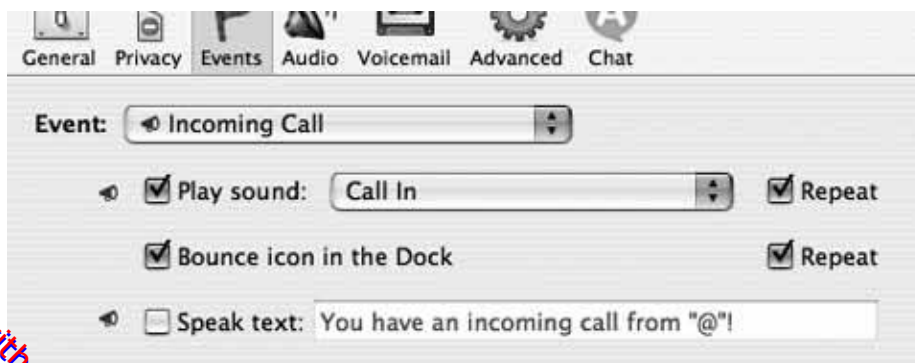 General Privacy Events Audio Voicemail Advanced Chat
Event: Incoming Call
Play sound: Call In Repeat
Bounce icon in the Dock Repeat
Speak text: You have an incoming call from "@"!
ith